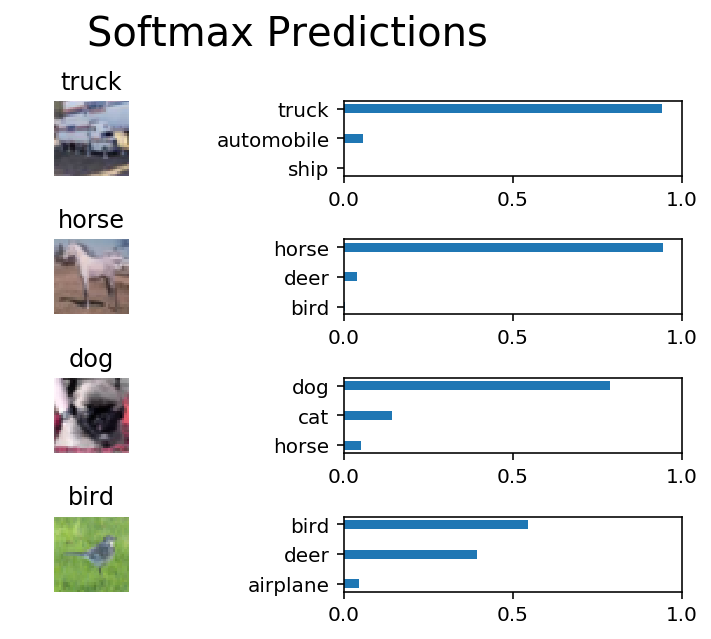 Softmax Predictions
truck
truck
automobile
ship
0.0 0.5 1.0
horse
horse
deer
bird
0.0 0.5 1.0
dog
dog
cat
horse
0.0 0.5 1.0
bird
bird
deer
airplane
0.0 0.5 1.0